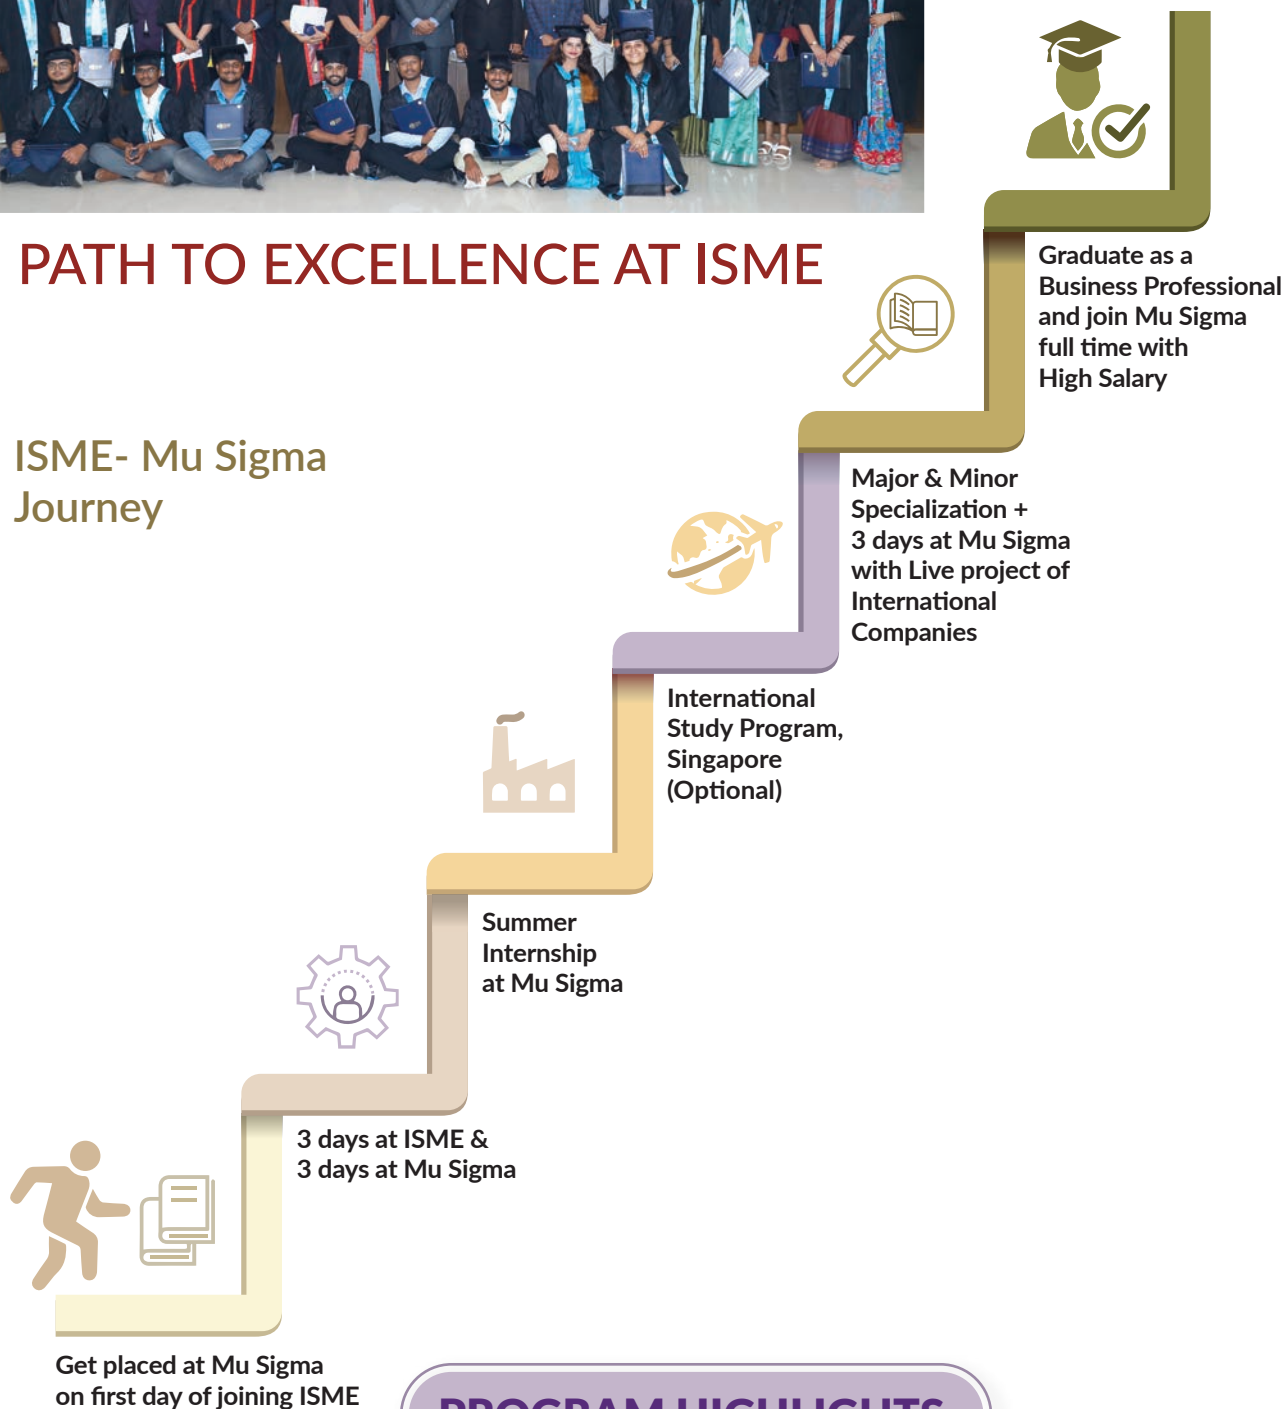 PATH TO EXCELLENCE AT ISME
ISME- Mu Sigma
Journey
Graduate as a
Business Professional
and join Mu Sigma
full time with
High Salary
Major & Minor
Specialization +
3 days at Mu Sigma
with Live project of
International
Companies
International
Study Program,
Singapore
(Optional)
Summer
Internship
at Mu Sigma
3 days at ISME &
3 days at Mu Sigma
Get placed at Mu Sigma
on first day of joining ISME
PROGRAM HIGHLIGHTS